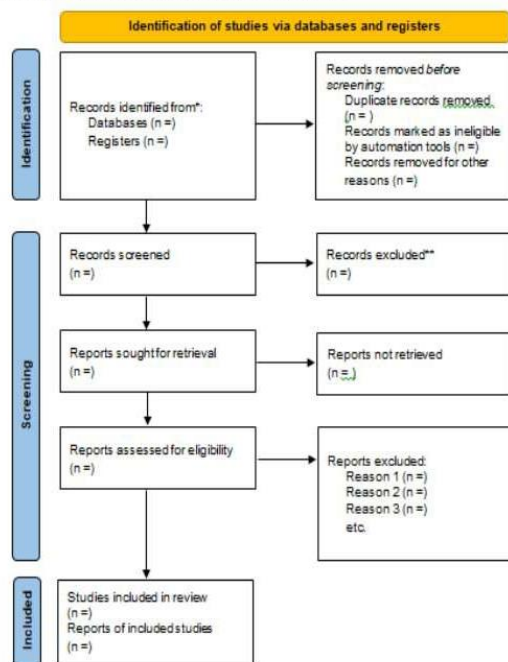 Identification of studies via databases and registers
Identification
Records identified from*:
Databases (n =)
Registers (n =)
Records removed before
screening:
Duplicate records removed
(n = )
Records marked as ineligible
by automation tools (n =)
Records removed for other
reasons (n =)
Screening
Records screened
(n =)
Records excluded**
(n =)
Reports sought for retrieval
(n =)
Reports not retrieved
(n = )
Reports assessed for eligibility
(n =)
Reports excluded:
Reason 1 (n =)
Reason 2 (n =)
Reason 3 (n =)
etc.
Included
Studies included in review
(n =)
Reports of included studies
(n =)